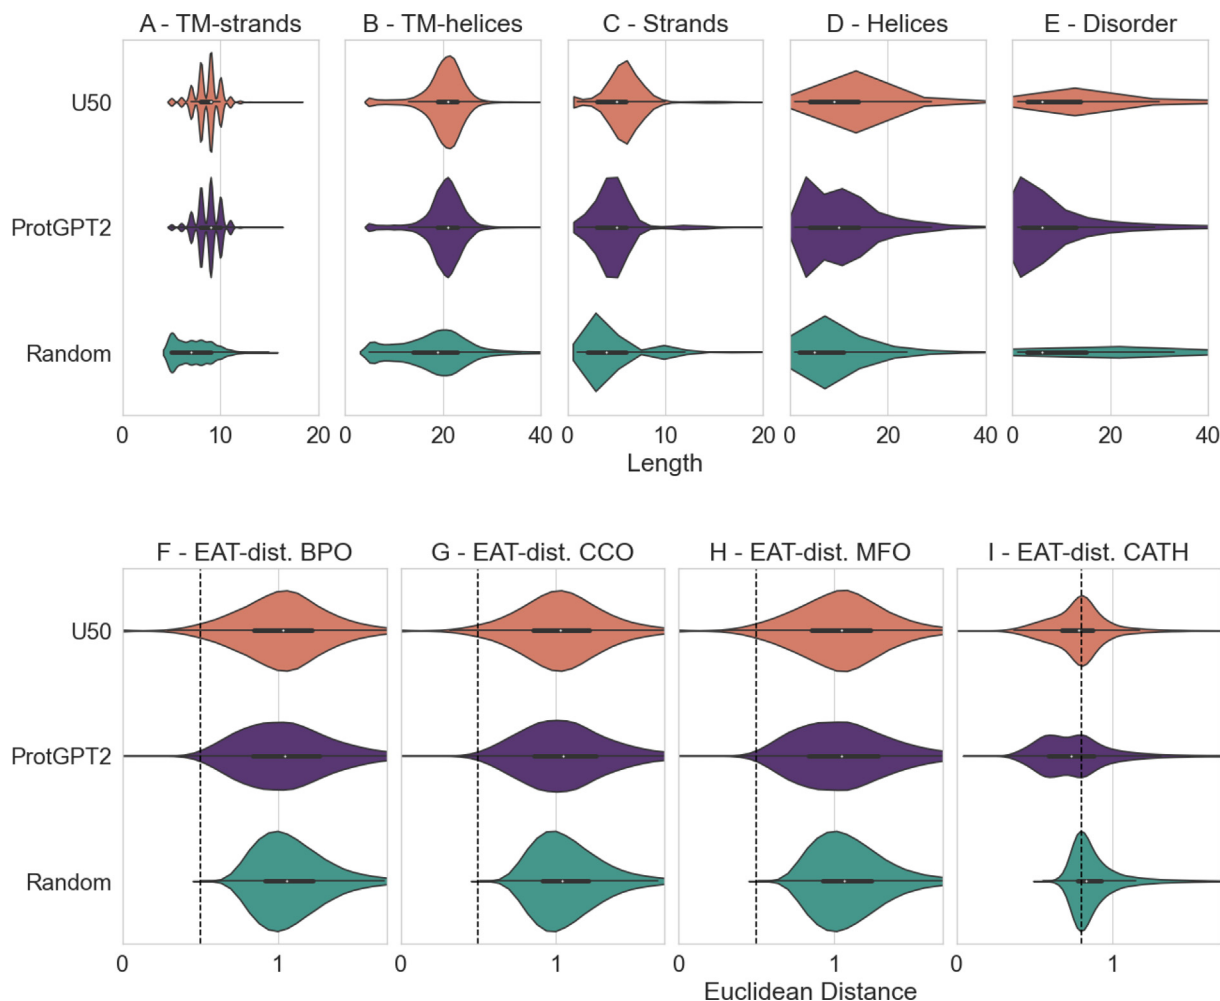 A - TM-strands B - TM-helices C - Strands D - Helices E - Disorder
U50
ProtGPT2
Random
0 10 20 0 20 40 0 10 20 0 20 40 0 20 40
Length
F - EAT-dist. BPO G - EAT-dist. CCO H - EAT-dist. MFO I - EAT-dist. CATH
U50
ProtGPT2
Random
0 1 0 1 0 1 0 1
Euclidean Distance